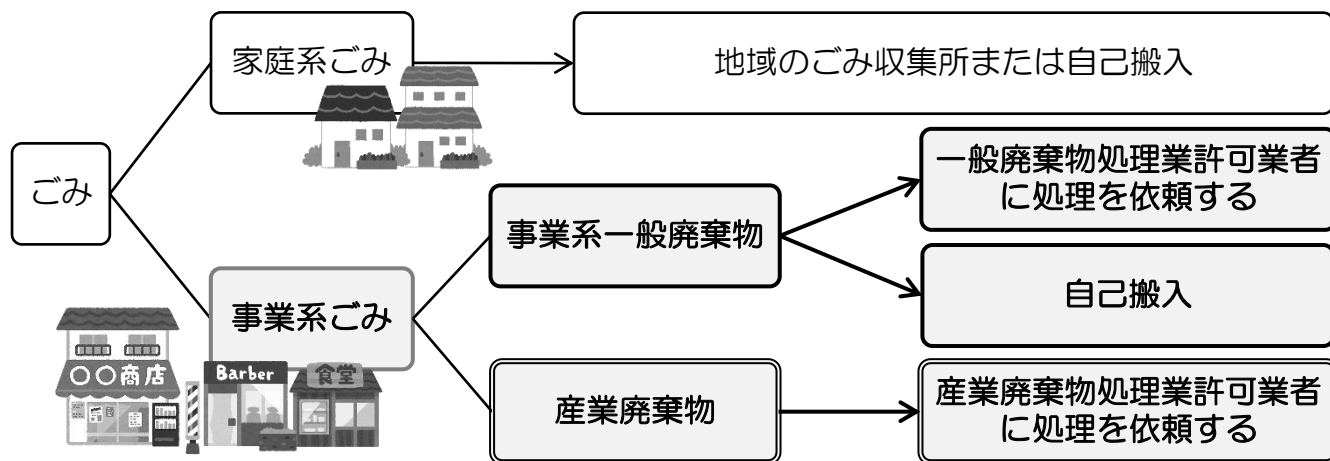 家庭系ごみ
地域のごみ収集所または自己搬入
ごみ
一般廃棄物処理業許可業者
に処理を依頼する
事業系一般廃棄物
自己搬入
事業系ごみ
〇〇商店
Barber
食堂
産業廃棄物
産業廃棄物処理業許可業者
に処理を依頼する